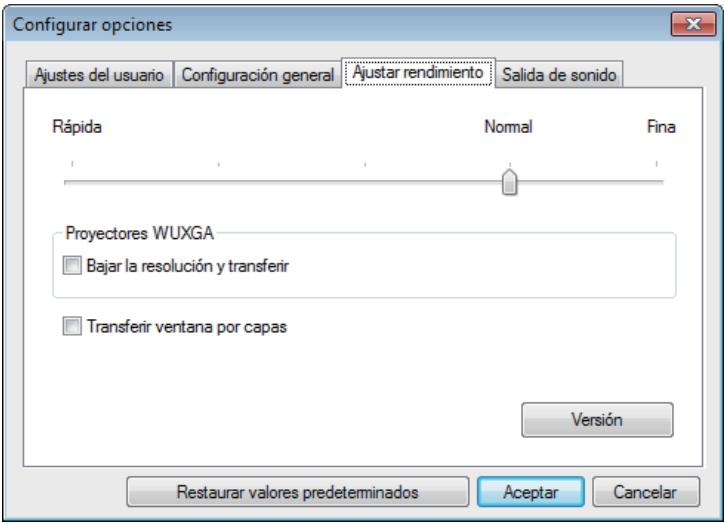 Configurar opciones
Ajustes del usuario Configuración general Ajustar rendimiento Salida de sonido
Rápida Normal Fina
Proyectores WUXGA
Bajar la resolución y transferir
Transferir ventana por capas
Versión
Restaurar valores predeterminados Aceptar Cancelar